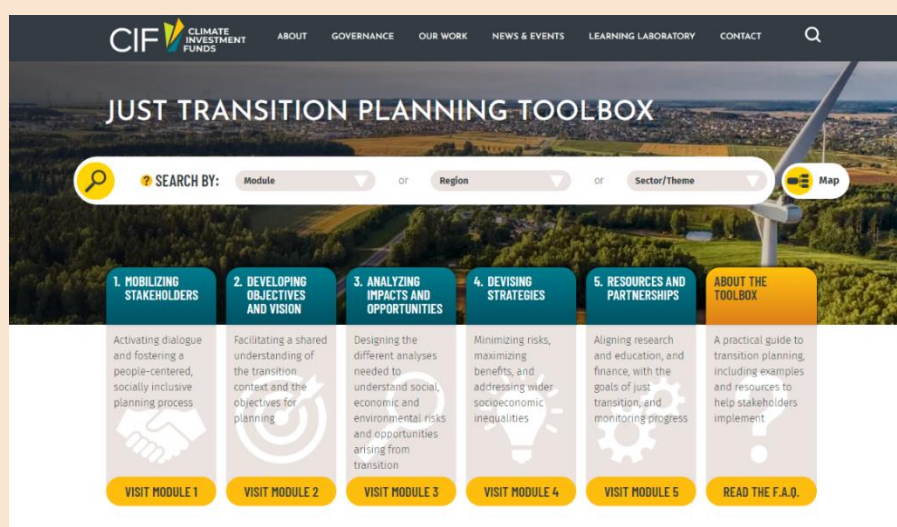 CIF CLIMATE
INVESTMENT
FUNDS
ABOUT GOVERNANCE OUR WORK NEWS & EVENTS LEARNING LABORATORY CONTACT
JUST TRANSITION PLANNING TOOLBOX
? SEARCH BY: Module or Region or Sector/Theme Map
1. MOBILIZING
STAKEHOLDERS
Activating dialogue
and fostering a
people-centered,
socially inclusive
planning process
VISIT MODULE 1
2. DEVELOPING
OBJECTIVES
AND VISION
Facilitating a shared
understanding of
the transition
context and the
objectives for
planning
VISIT MODULE 2
3. ANALYZING
IMPACTS AND
OPPORTUNITIES
Designing the
different analyses
needed to
understand social,
economic and
environmental risks
and opportunities
arising from
transition
VISIT MODULE 3
4. DEVISING
STRATEGIES
Minimizing risks,
maximizing
benefits, and
addressing wider
socioeconomic
inequalities
VISIT MODULE 4
5. RESOURCES AND
PARTNERSHIPS
Aligning research
and education, and
finance, with the
goals of just
transition, and
monitoring progress
VISIT MODULE 5
ABOUT THE
TOOLBOX
A practical guide to
transition planning,
including examples
and resources to
help stakeholders
implement
?
READ THE F.A.Q.